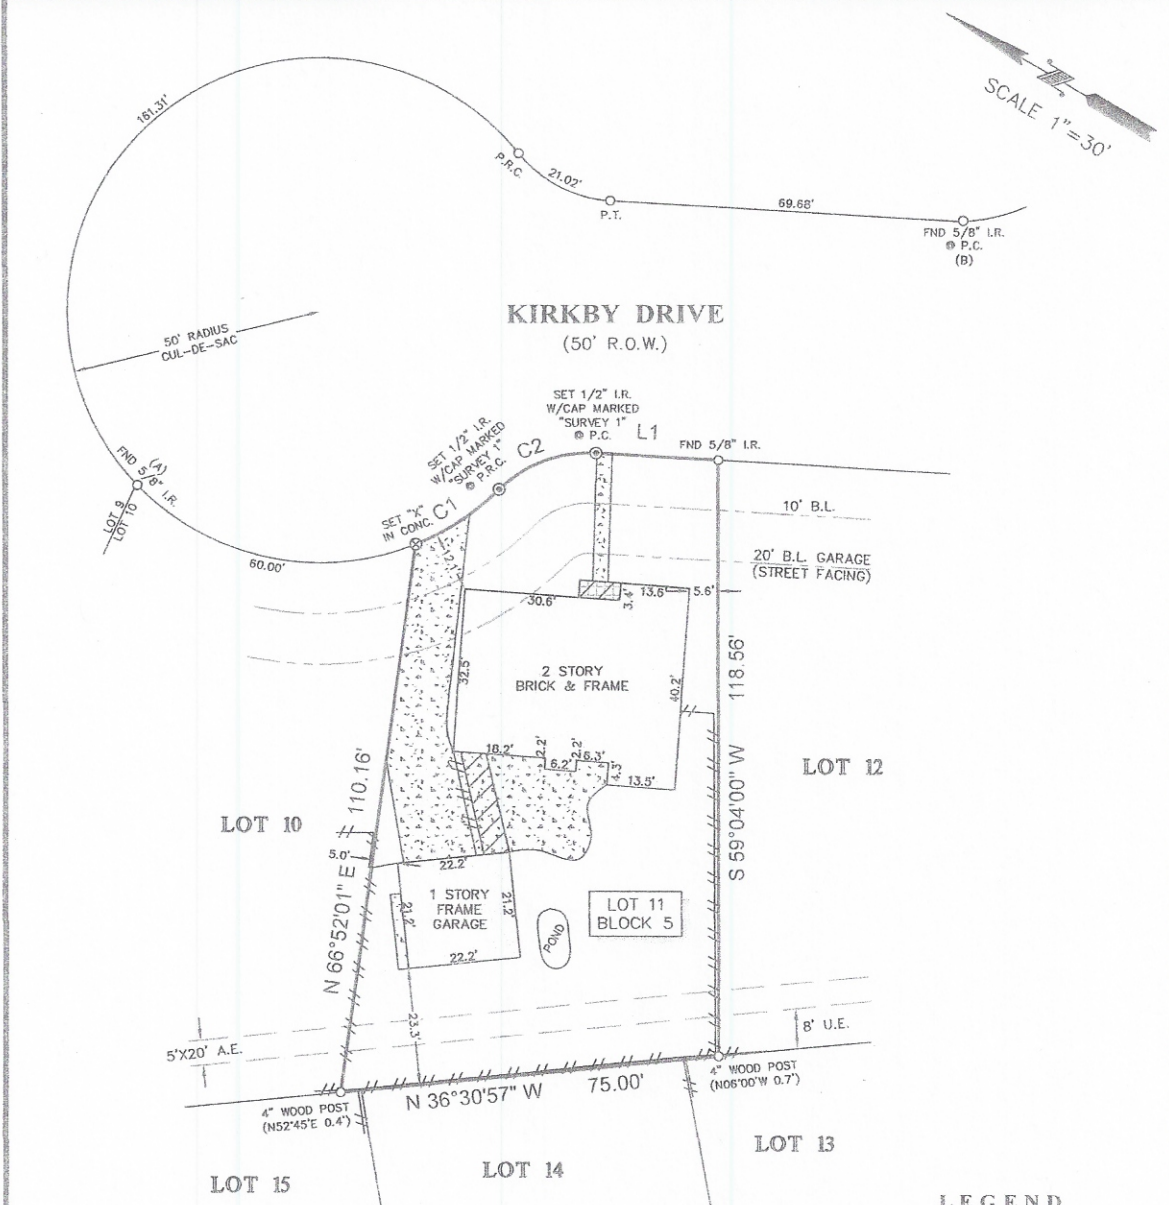 161.31'
P.R.C.
21.02'
P.T.
69.68'
FND 5/8" I.R.
@ P.C.
(B)
SCALE 1"=30'
KIRKBY DRIVE
(50' R.O.W.)
50' RADIUS
CUL-DE-SAC
SET 1/2" I.R.
W/CAP MARKED
"SURVEY 1"
@ P.C.
L1
FND 5/8" I.R.
SET 1/2" I.R.
W/CAP MARKED
"SURVEY 1"
@ P.R.C.
C2
(A)
FND 5/8" I.R.
LOT 9
LOT 10
SET "X"
IN CONC.
C1
60.00'
10' B.L.
20' B.L. GARAGE
(STREET FACING)
30.6'
3.4'
13.6'
5.6'
32.5'
2 STORY
BRICK & FRAME
40.2'
118.56'
S 59°04'00" W
18.2'
2.2'
6.2'
2.2'
6.3'
4.3'
13.5'
LOT 12
110.16'
N 66°52'01" E
LOT 10
5.0'
22.2'
1 STORY
FRAME
GARAGE
21.2'
21.2'
22.2'
LOT 11
BLOCK 5
POND
23.3'
5'X20' A.E.
8' U.E.
4" WOOD POST
(N06'00'W 0.7')
N 36°30'57" W 75.00'
4" WOOD POST
(N52'45'E 0.4')
LOT 13
LOT 14
LOT 15
LEGEND